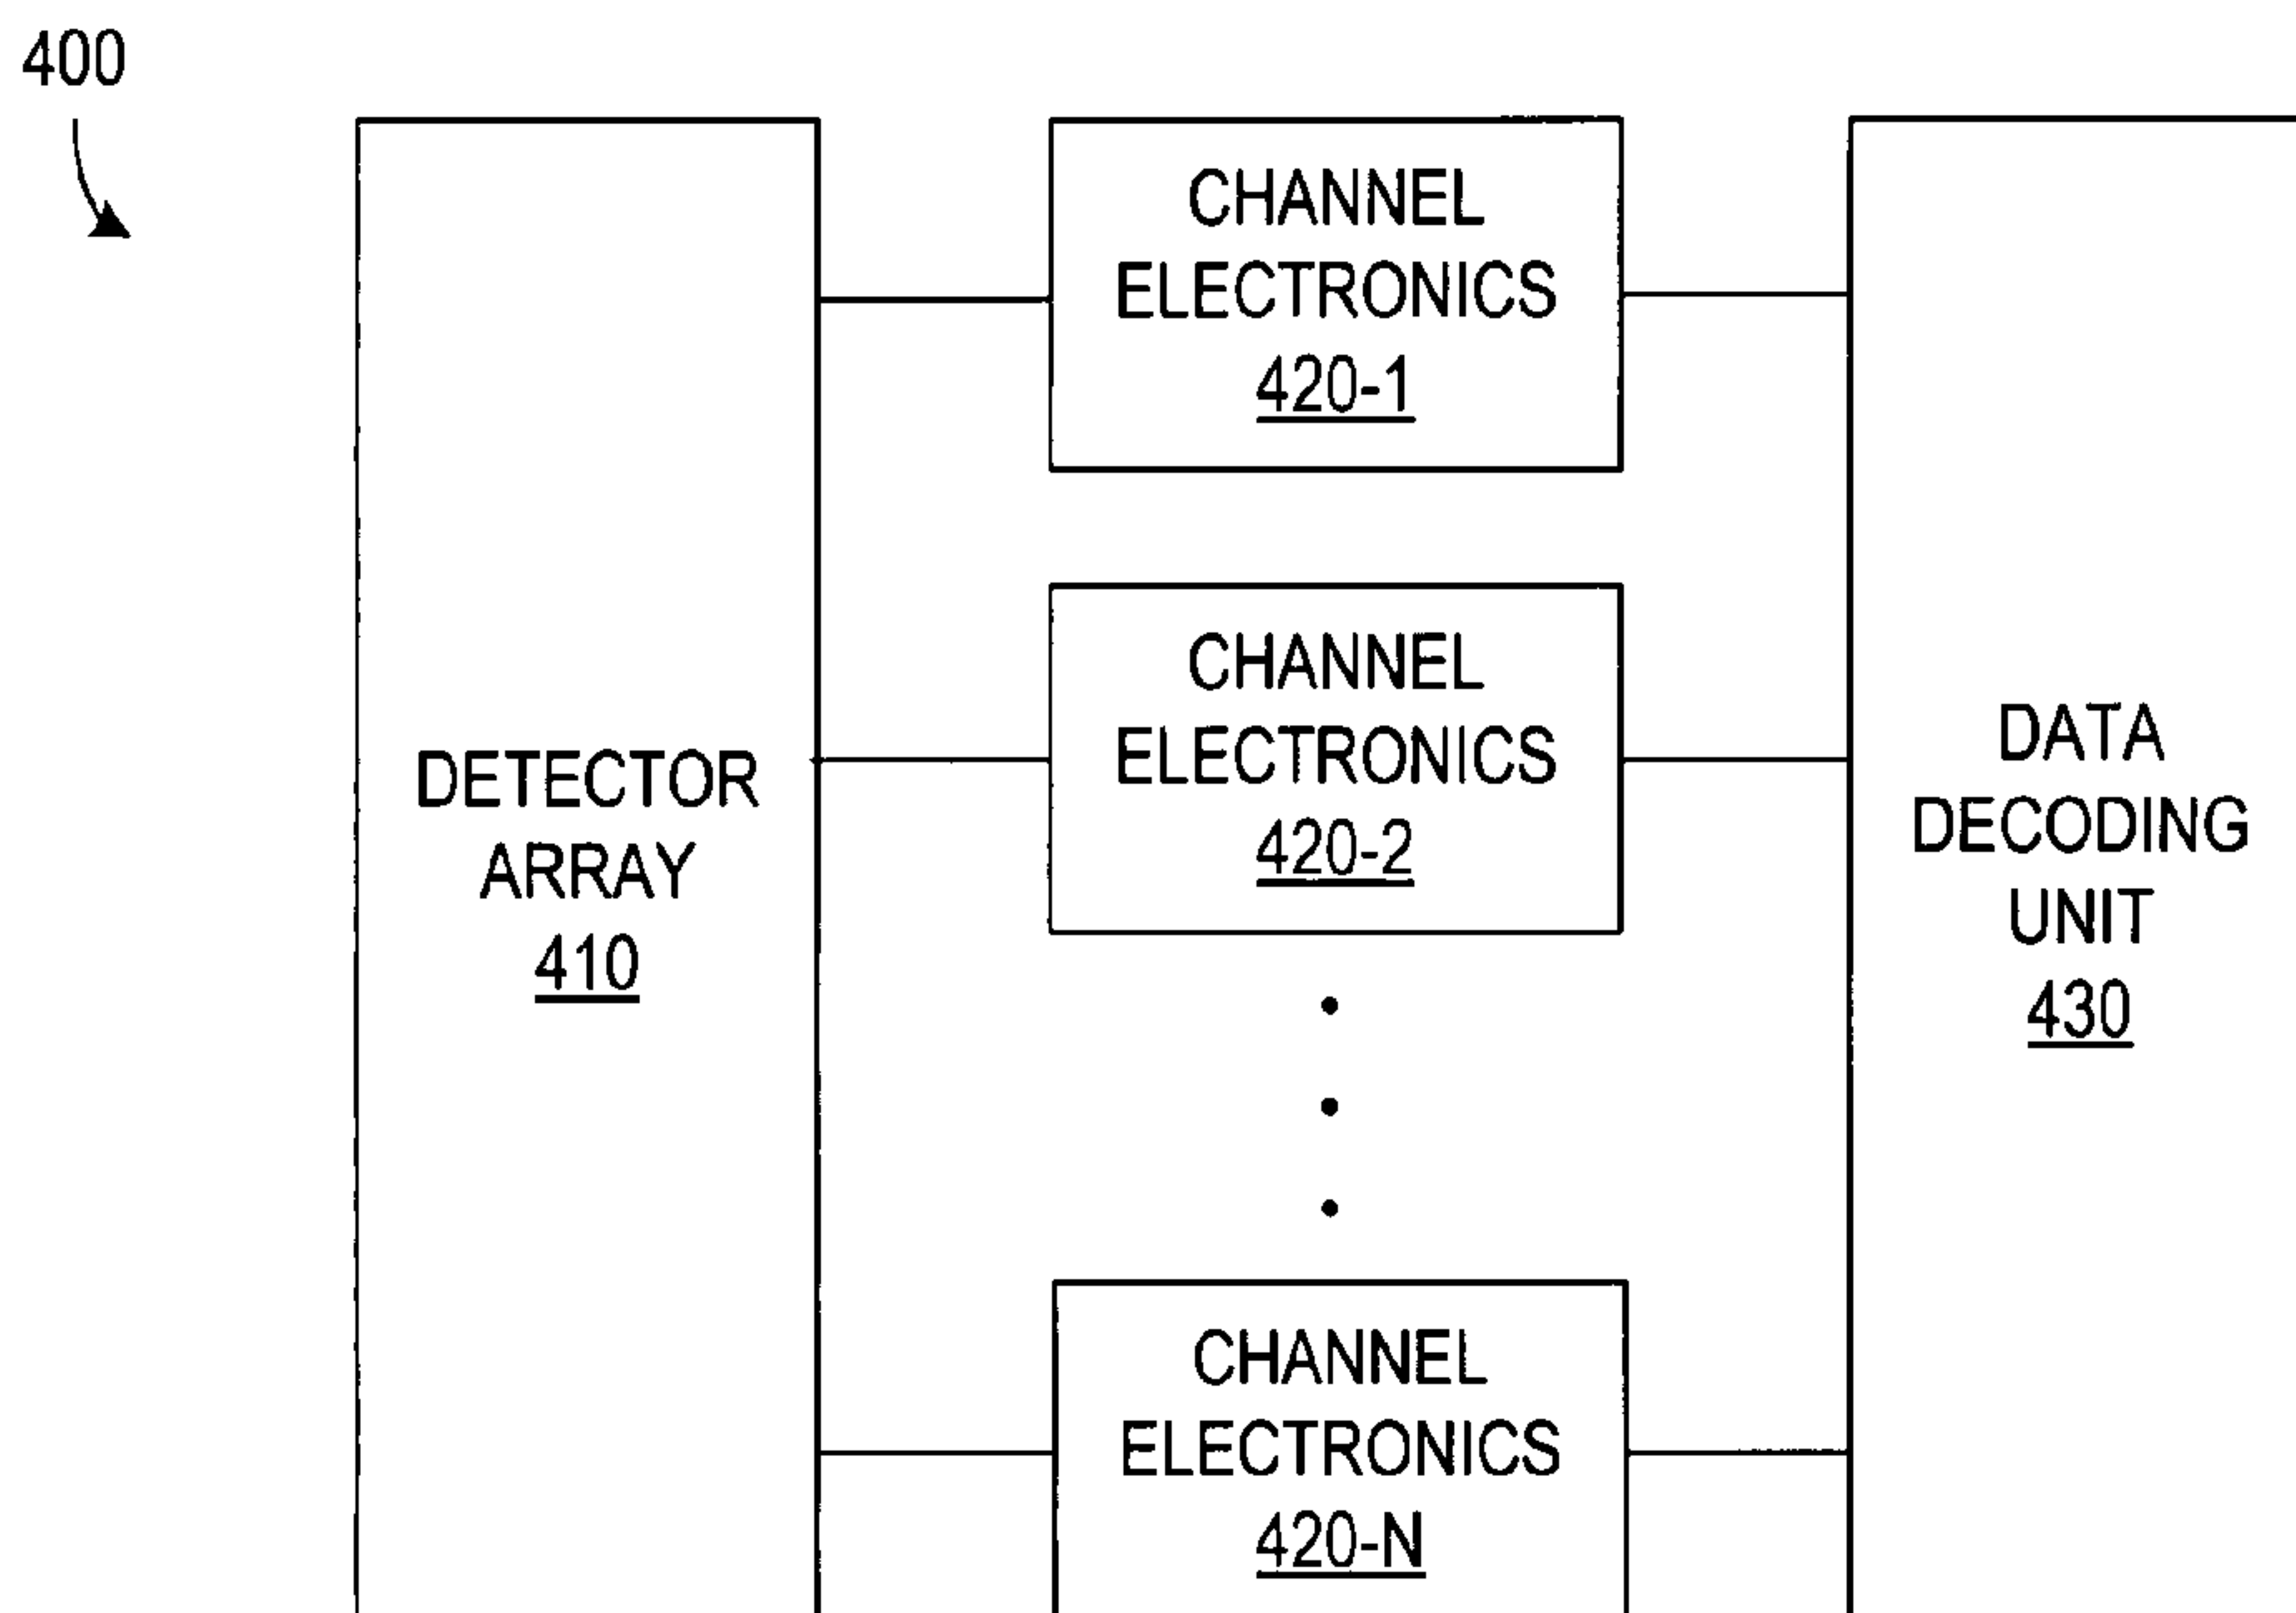 400
CHANNEL
ELECTRONICS
420-1
CHANNEL
ELECTRONICS
420-2
DETECTOR
ARRAY
410
DATA
DECODING
UNIT
430
CHANNEL
ELECTRONICS
420-N